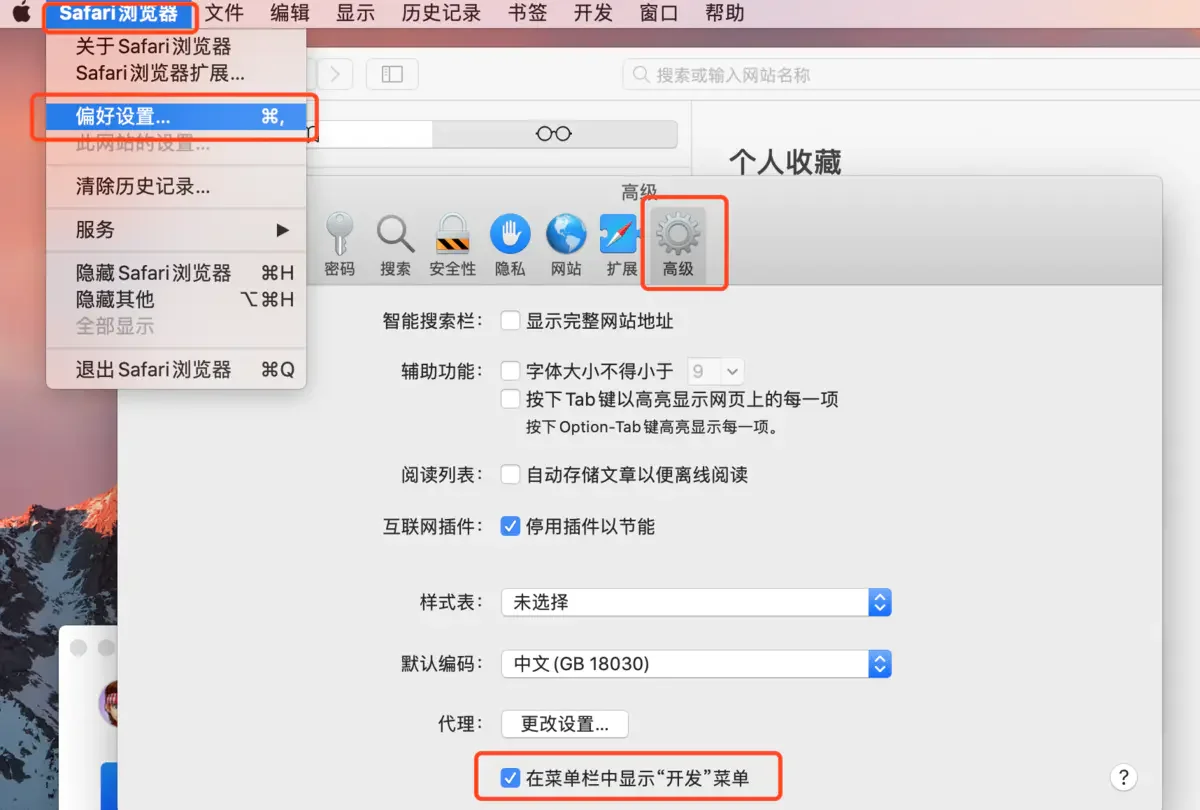 Safari浏览器 文件 编辑 显示 历史记录 书签 开发 窗口 帮助
关于Safari浏览器
Safari浏览器扩展...
偏好设置... ⌘,
此网站的设置...
清除历史记录...
服务 ▶
隐藏Safari浏览器 ⌘H
隐藏其他 ⌥⌘H
全部显示
退出Safari浏览器 ⌘Q
搜索或输入网站名称
个人收藏
高级
密码 搜索 安全性 隐私 网站 扩展 高级
智能搜索栏: 显示完整网站地址
辅助功能: 字体大小不得小于 9
按下Tab键以高亮显示网页上的每一项
按下Option-Tab键高亮显示每一项。
阅读列表: 自动存储文章以便离线阅读
互联网插件: 停用插件以节能
样式表: 未选择
默认编码: 中文(GB 18030)
代理: 更改设置...
在菜单栏中显示“开发”菜单
?